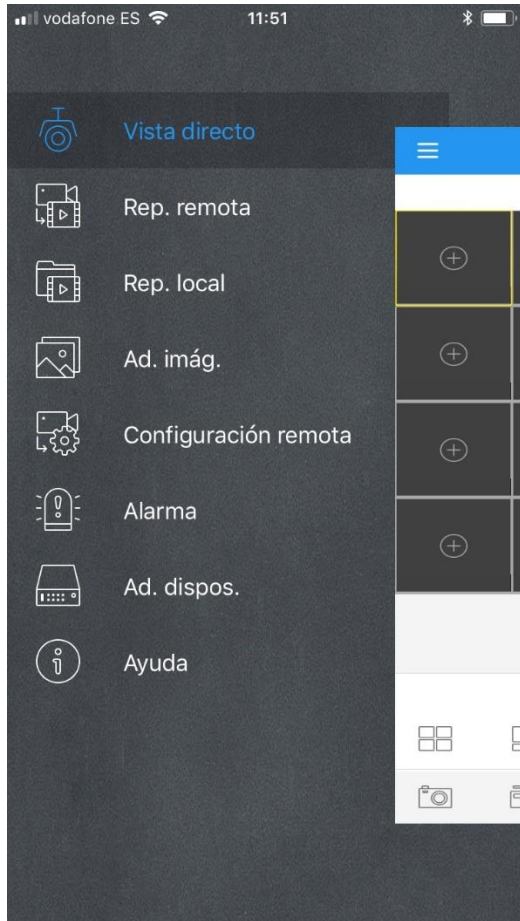 vodafone ES 11:51
Vista directo
Rep. remota
Rep. local
Ad. imág.
Configuración remota
Alarma
Ad. dispos.
Ayuda